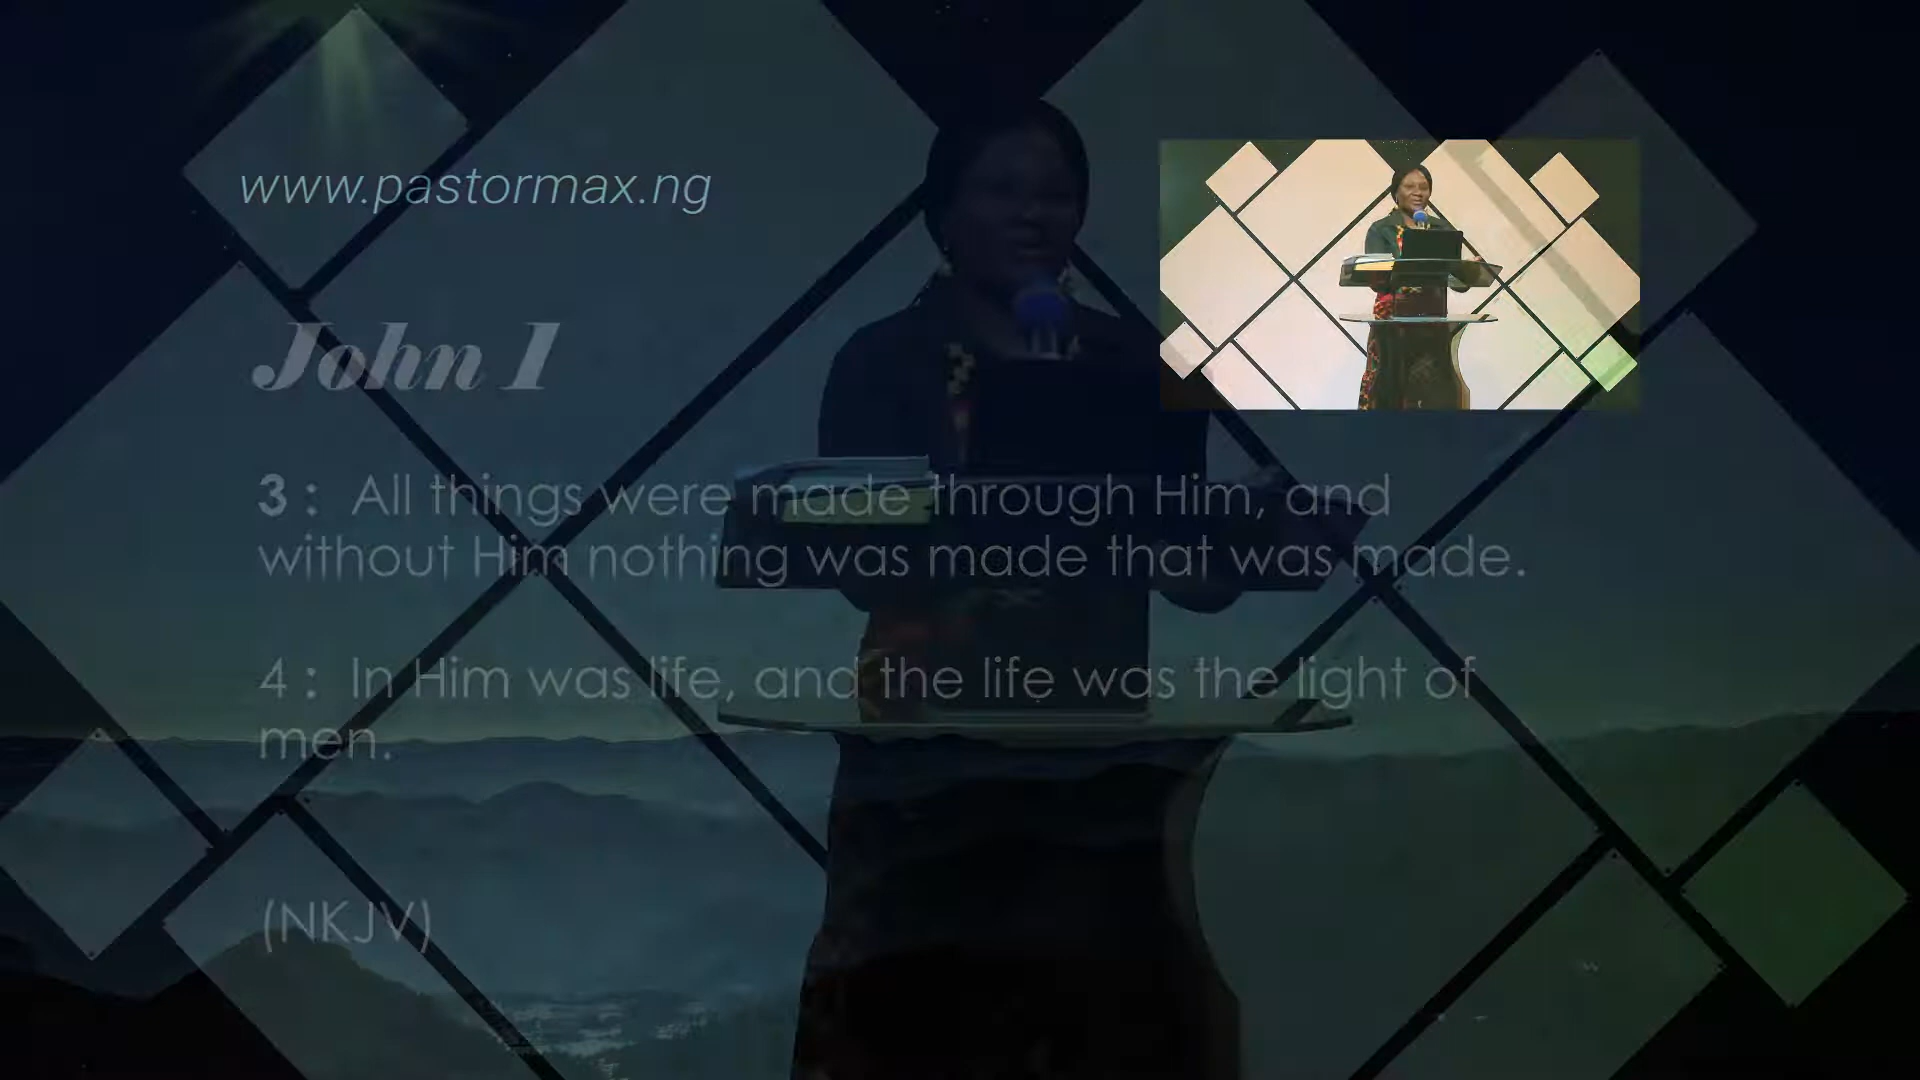 www.pastormax.ng
John 1
3 : All things were made through Him, and
without Him nothing was made that was made.
4 : In Him was life, and the life was the light of
men.
(NKJV)